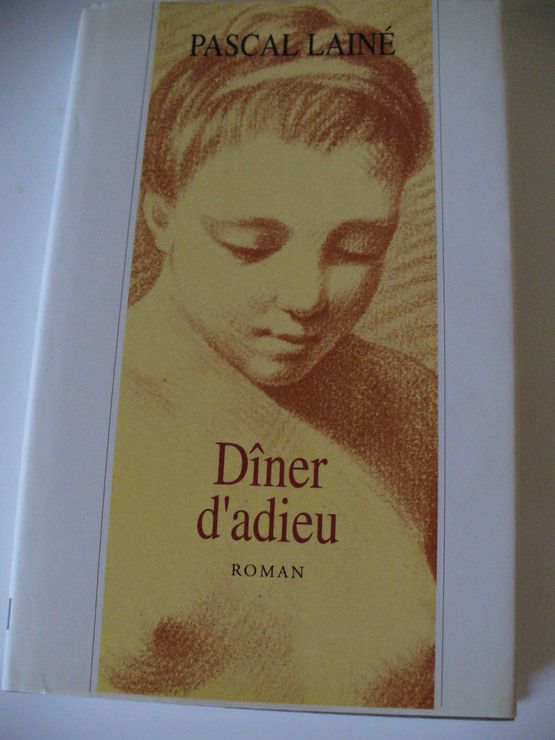 PASCAL LAINÉ
Dîner
d'adieu
ROMAN